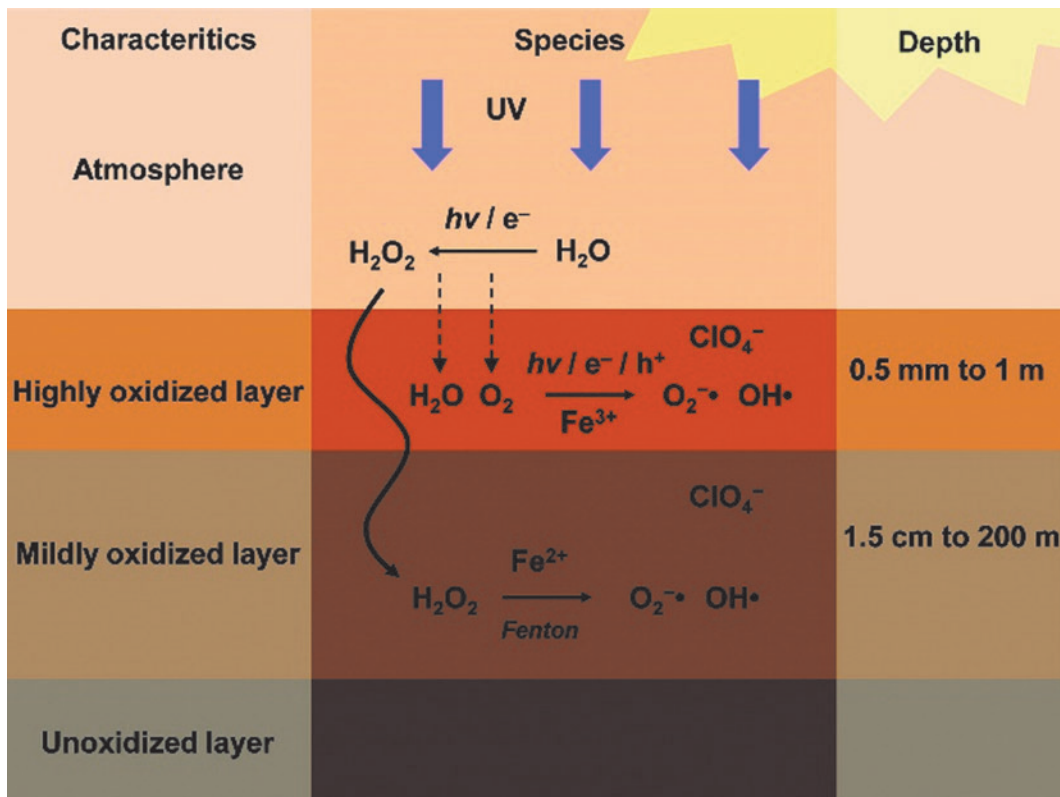 Characteritics Species Depth
UV
Atmosphere
hv / e⁻
H₂O₂ H₂O
ClO₄⁻
hv / e⁻ / h⁺
0.5 mm to 1 m
Highly oxidized layer H₂O O₂ O₂⁻• OH•
Fe³⁺
ClO₄⁻
1.5 cm to 200 m
Mildly oxidized layer
Fe²⁺
H₂O₂ O₂⁻• OH•
Fenton
Unoxidized layer